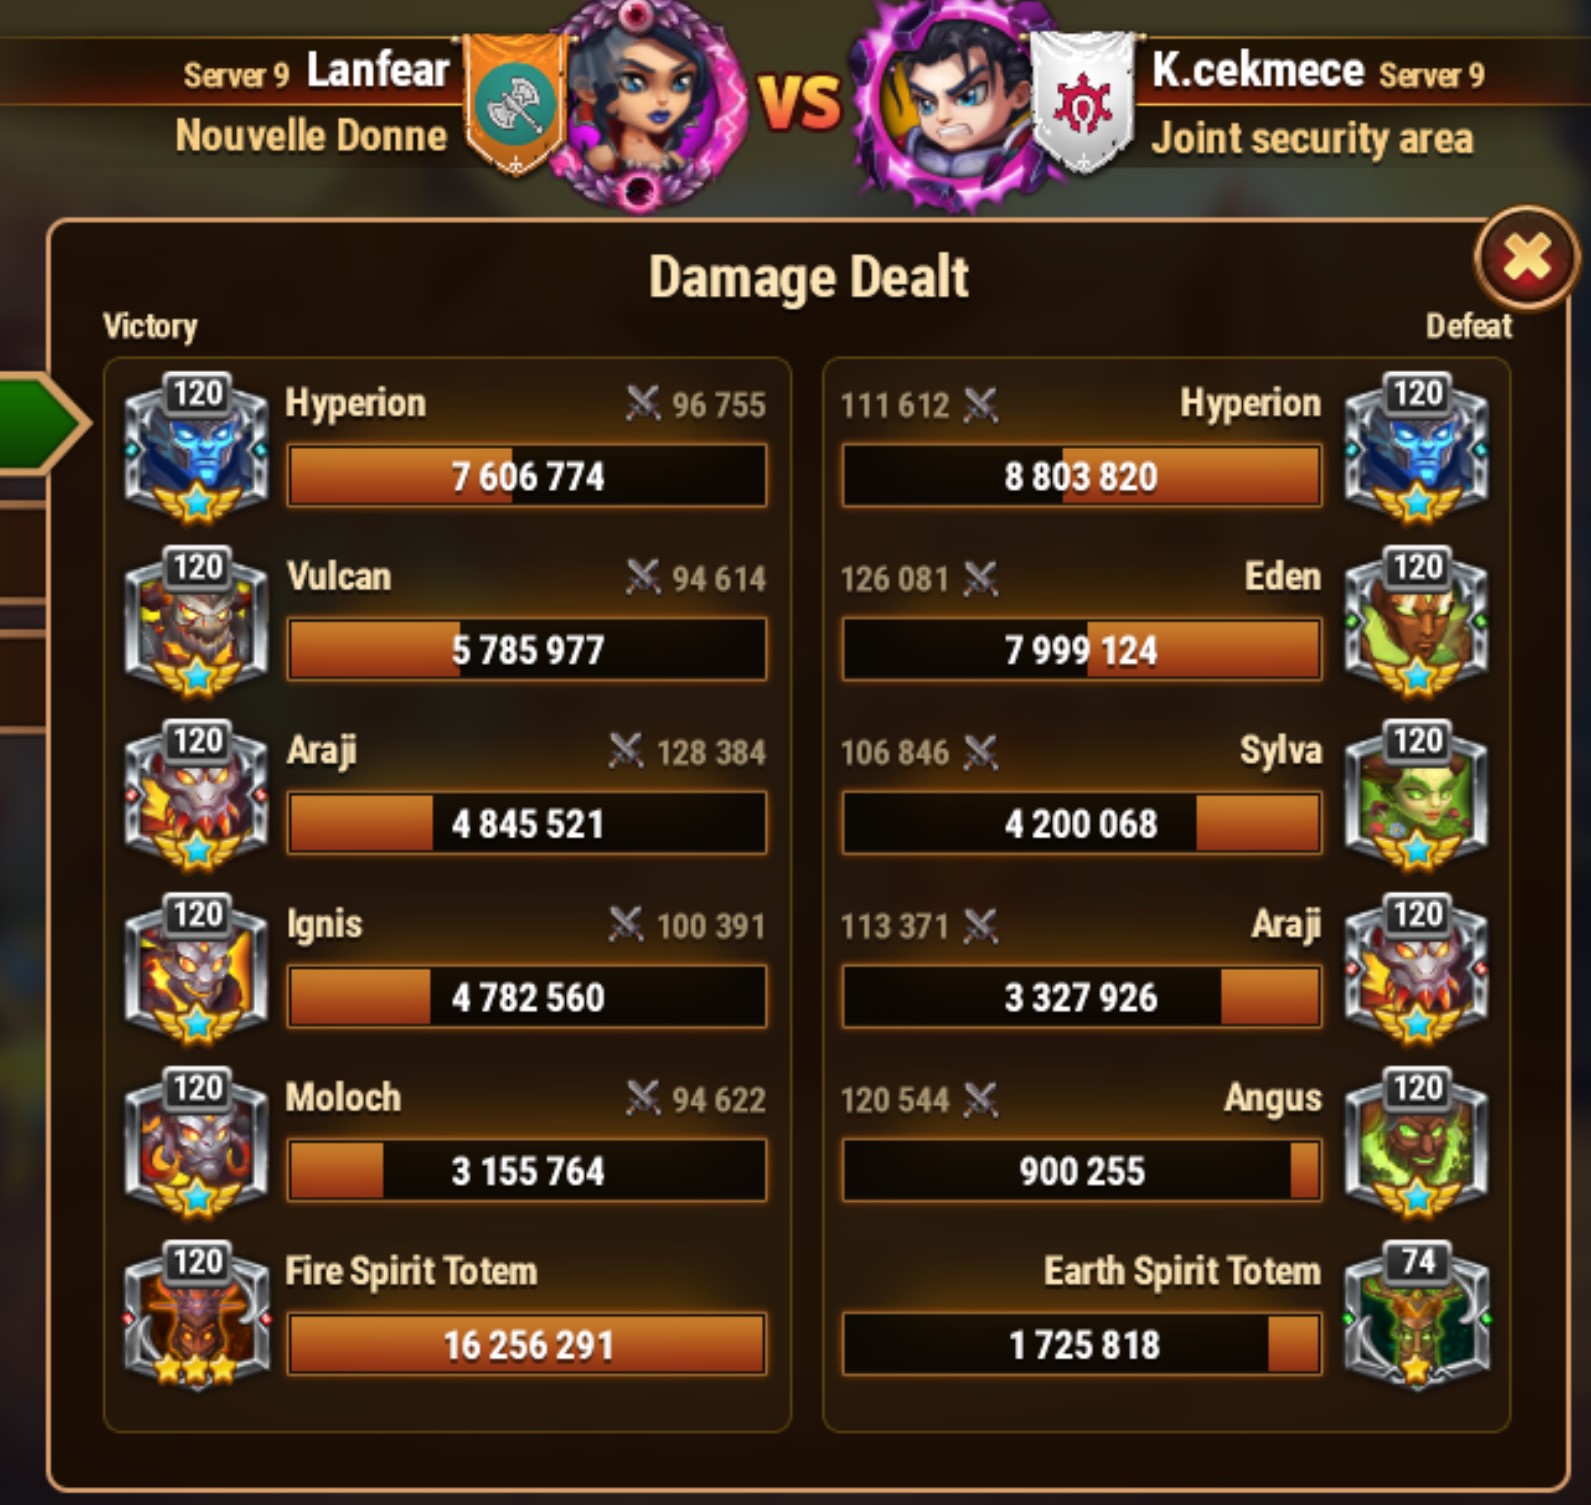 Server 9 Lanfear
Nouvelle Donne
VS
K.cekmece Server 9
Joint security area
Damage Dealt
Victory
Defeat
120
Hyperion
96 755
7 606 774
120
Vulcan
94 614
5 785 977
120
Araji
128 384
4 845 521
120
Ignis
100 391
4 782 560
120
Moloch
94 622
3 155 764
120
Fire Spirit Totem
16 256 291
111 612
Hyperion
120
8 803 820
126 081
Eden
120
7 999 124
106 846
Sylva
120
4 200 068
113 371
Araji
120
3 327 926
120 544
Angus
120
900 255
Earth Spirit Totem
74
1 725 818